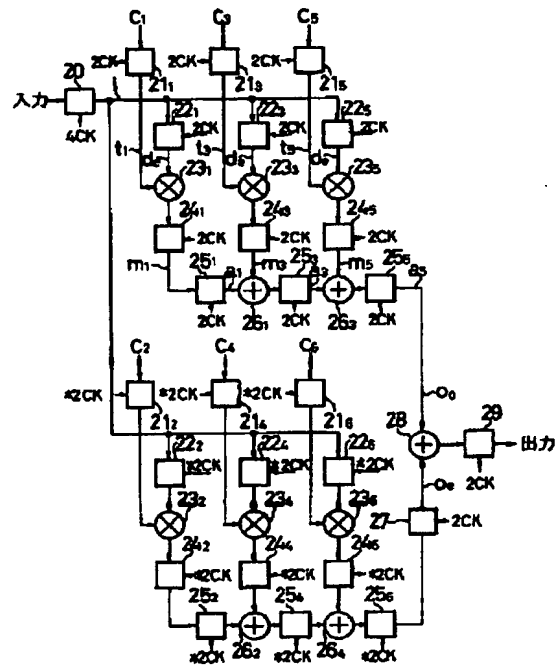 C1 C3 C5
2CK 2CK 2CK
20 211 213 215
入力
4CK
221 223 225
2CK 2CK 2CK
t1 t3 t5
de de de
231 233 235
241 243 245
2CK 2CK 2CK
m1 m3 m5
251 a1 253 a3 255 a5
261 263
2CK 2CK 2CK
C2 C4 C6
*2CK *2CK *2CK
212 214 216
Oo
28 29
出力
2CK
Oe
222 224 226
*2CK *2CK *2CK
232 234 236
27 2CK
242 244 246
*2CK *2CK *2CK
252 254 256
262 264
*2CK *2CK *2CK